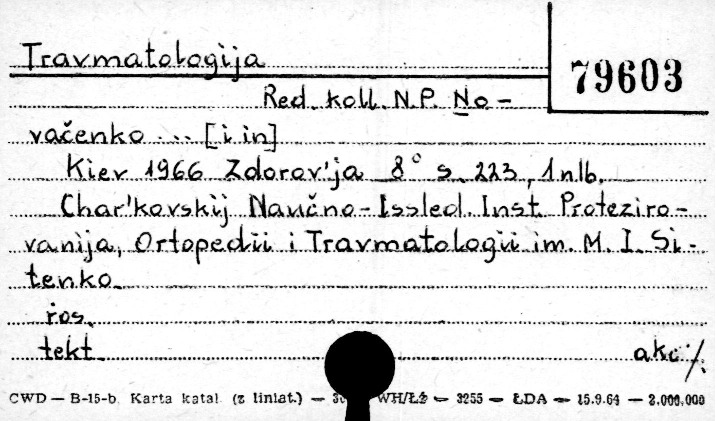 Travmatologija
79603
Red. koll. N.P. No-
vačenko ... [i in]
Kiev 1966 Zdorov'ja 8° s. 223, 1 nlb.
Char'kovskij Naučno-Issled. Inst. Proteziro-
vanija, Ortopedii i Travmatologii im. M. I. Si-
tenko.
ros.
tekt.
akc
CWD — B-15-b. Karta katal. (z liniat.) — WH/Łż — 3255 — ŁDA — 15.9.64 — 2.000.000